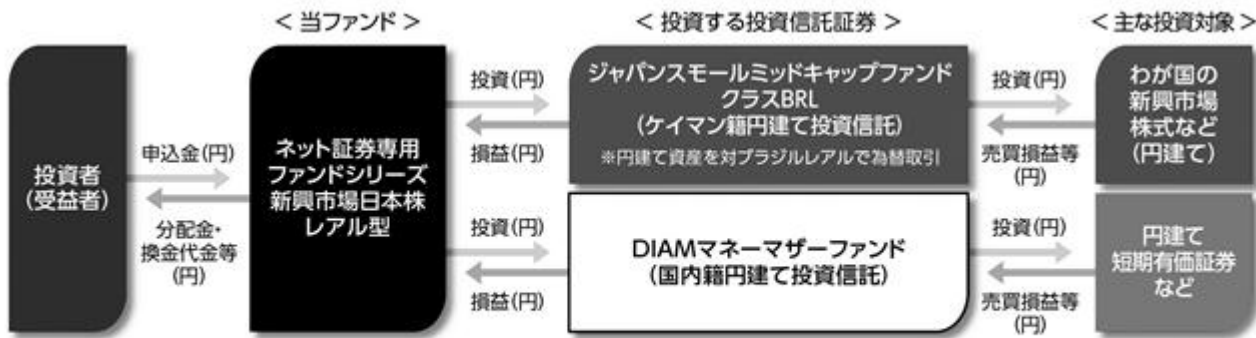 ＜当ファンド＞
＜投資する投資信託証券＞
＜主な投資対象＞
投資者
(受益者)
申込金(円)
分配金・
換金代金等
(円)
ネット証券専用
ファンドシリーズ
新興市場日本株
レアル型
投資(円)
損益(円)
ジャパンスモールミッドキャップファンド
クラスBRL
(ケイマン籍円建て投資信託)
※円建て資産を対ブラジルレアルで為替取引
投資(円)
売買損益等
(円)
わが国の
新興市場
株式など
(円建て)
投資(円)
損益(円)
DIAMマネーマザーファンド
(国内籍円建て投資信託)
投資(円)
売買損益等
(円)
円建て
短期有価証券
など